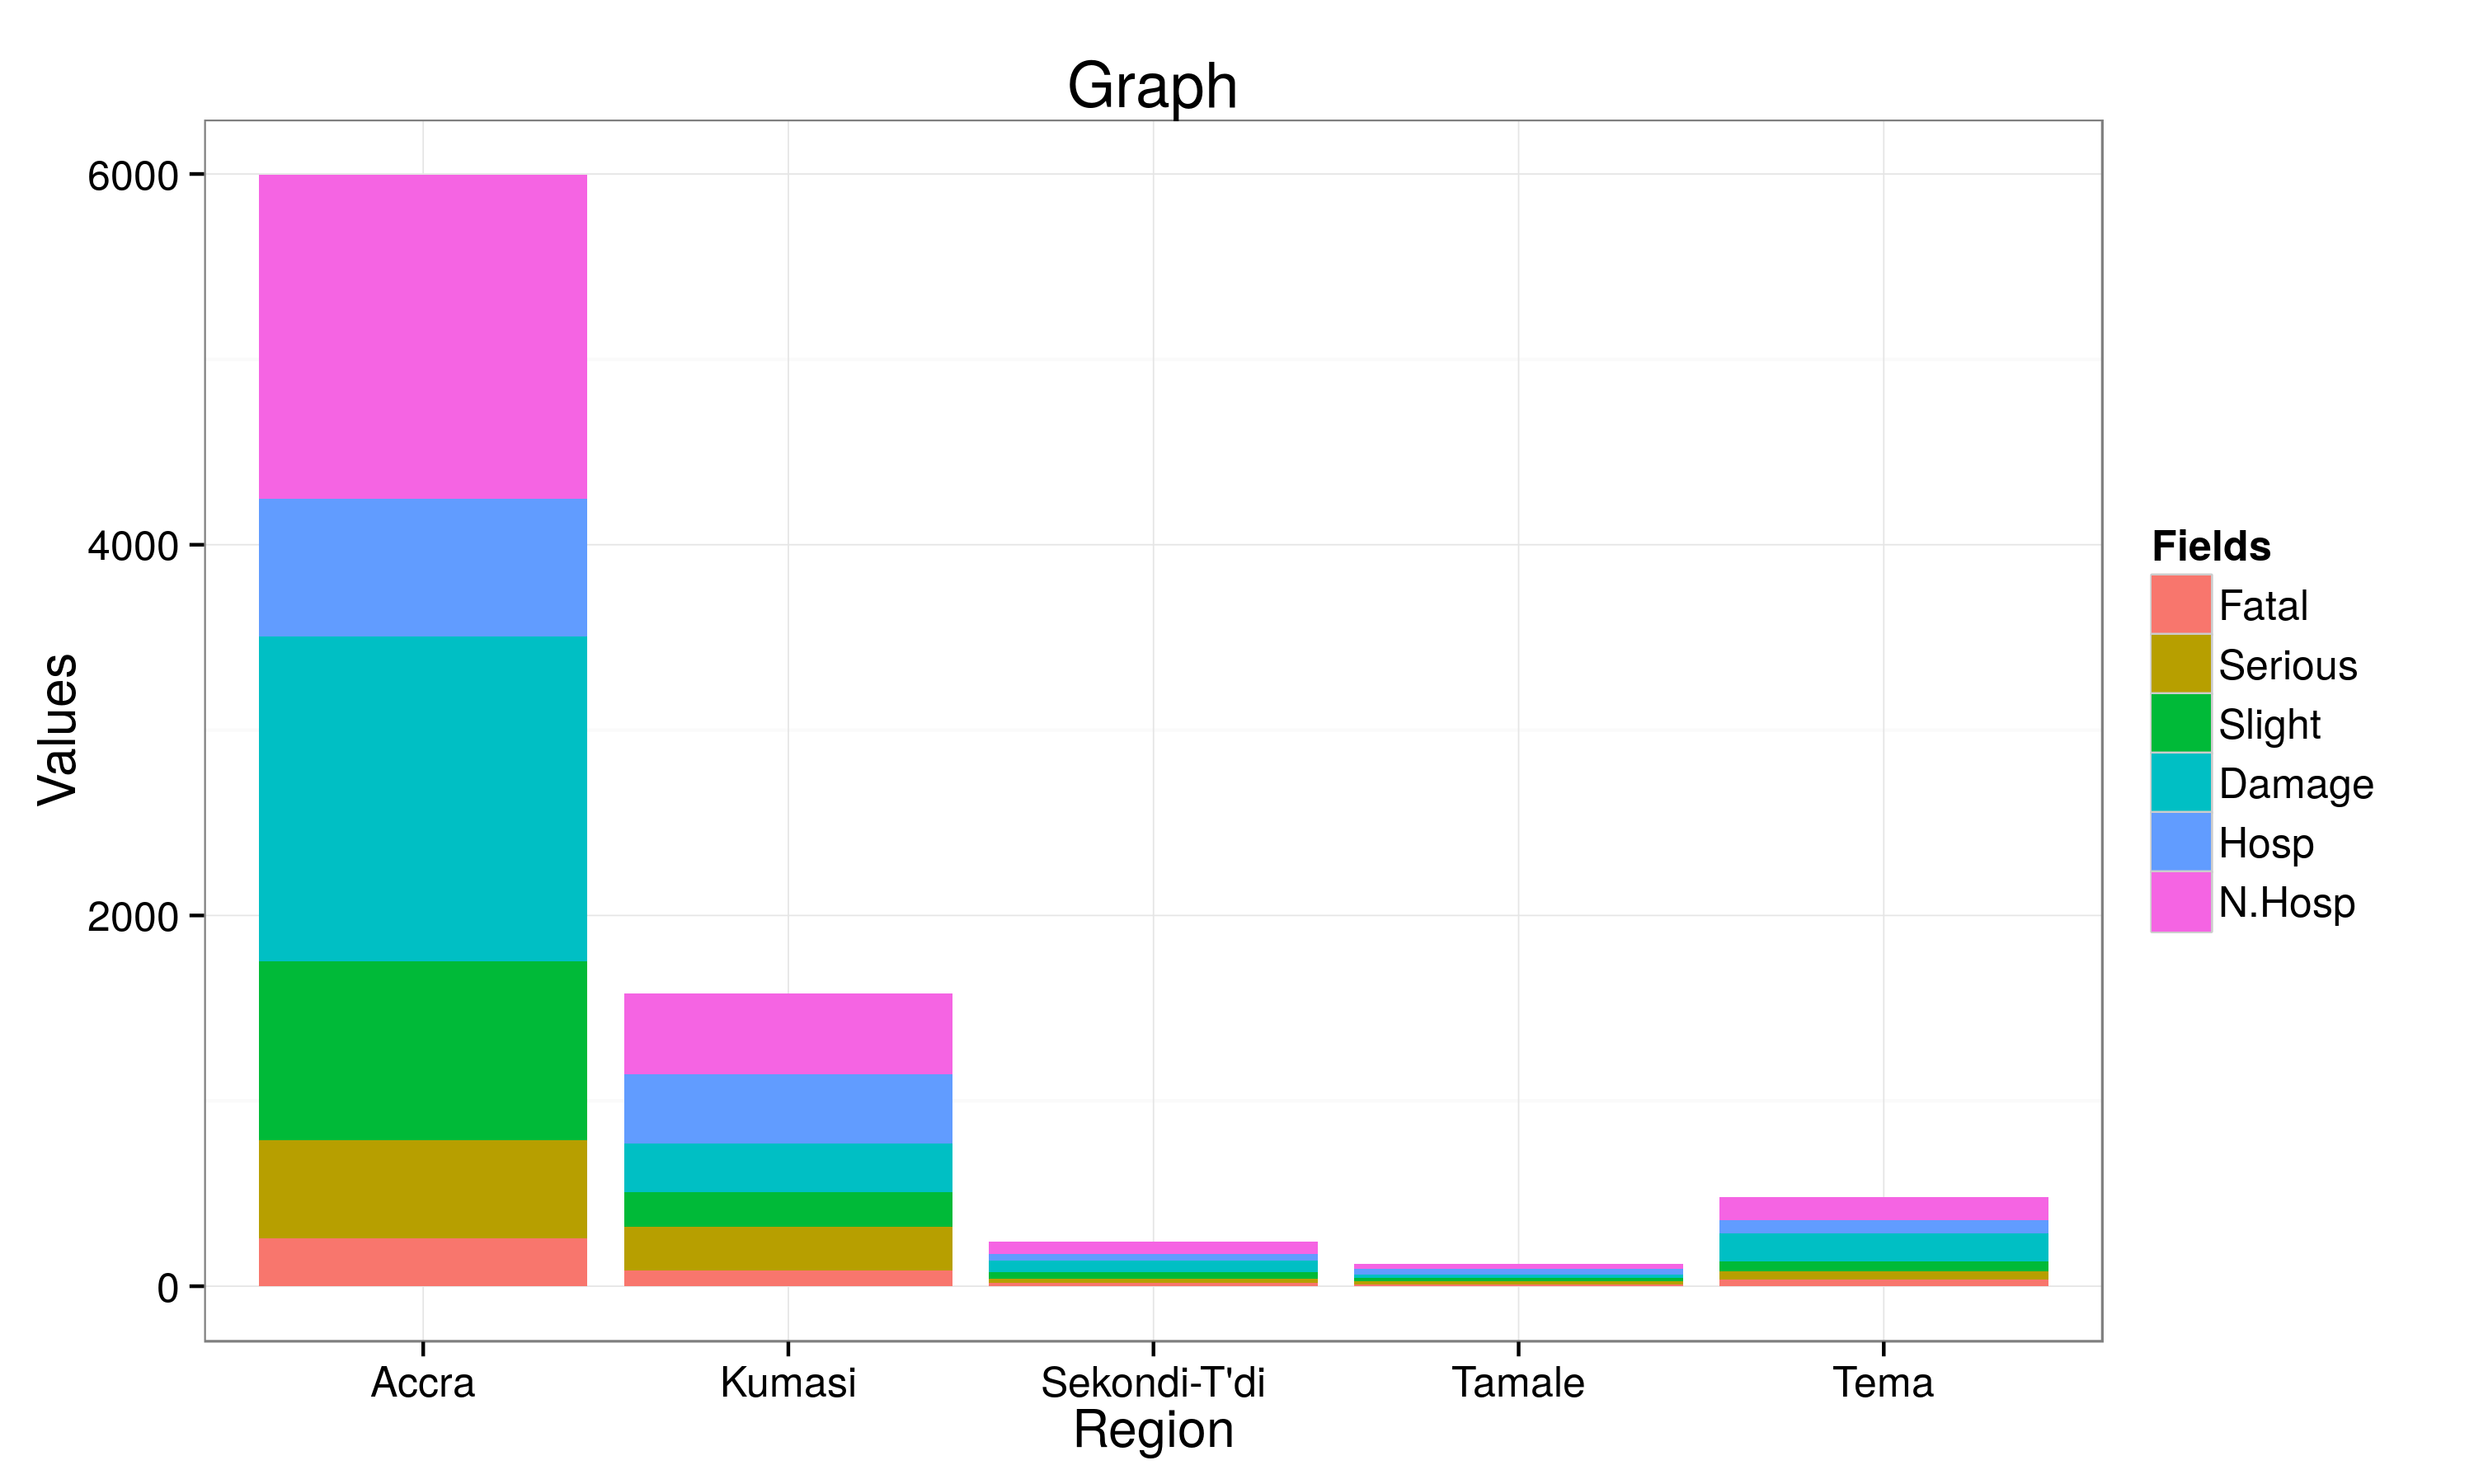 Graph
Values
6000
4000
2000
0
Accra
Kumasi
Sekondi-T'di
Tamale
Tema
Region
Fields
Fatal
Serious
Slight
Damage
Hosp
N.Hosp